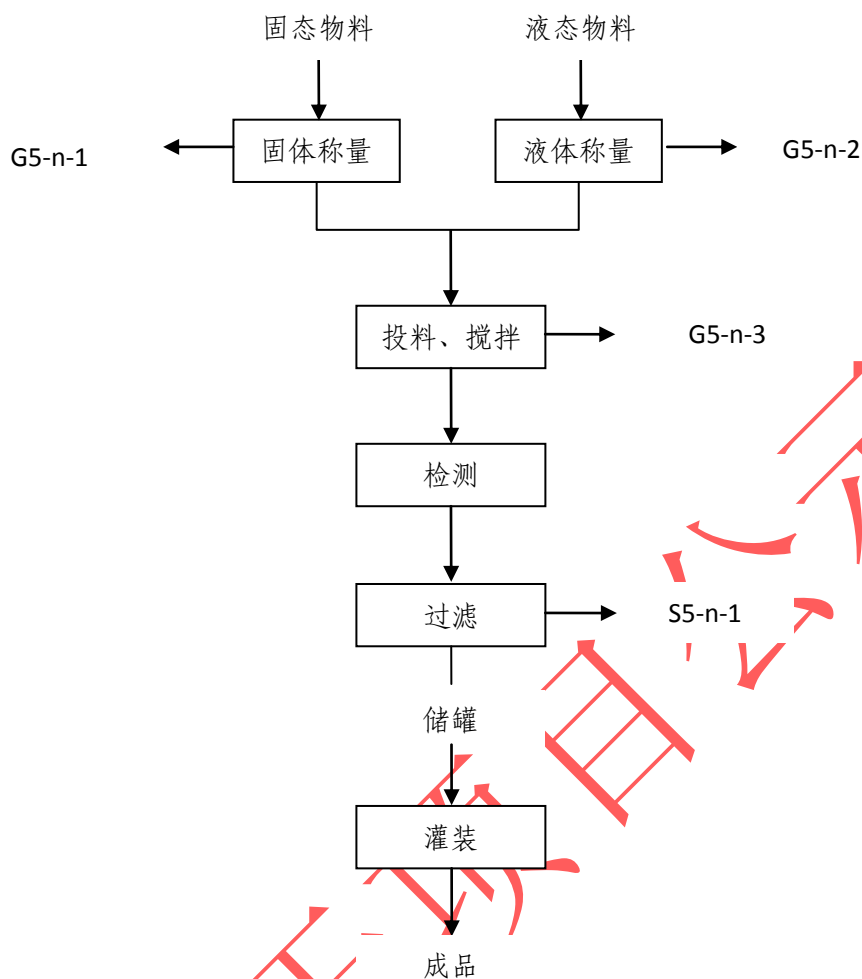 固态物料
液态物料
固体称量
液体称量
G5-n-1
G5-n-2
投料、搅拌
G5-n-3
检测
过滤
S5-n-1
储罐
灌装
成品